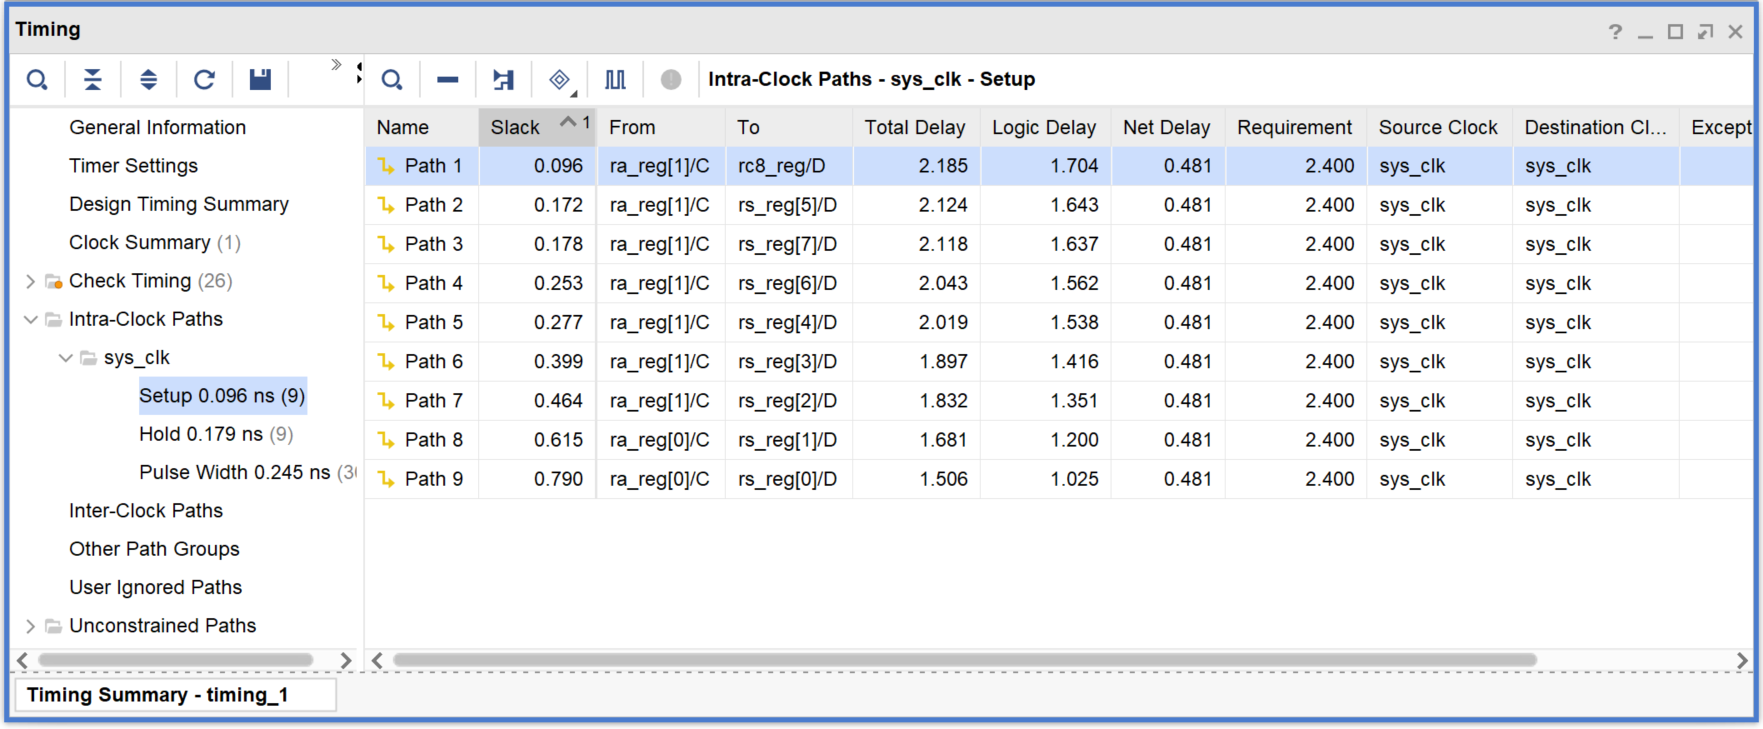 Timing
?
» 
Intra-Clock Paths - sys_clk - Setup
General Information
Timer Settings
Design Timing Summary
Clock Summary (1)
Check Timing (26)
Intra-Clock Paths
sys_clk
Setup 0.096 ns (9)
Hold 0.179 ns (9)
Pulse Width 0.245 ns (30
Inter-Clock Paths
Other Path Groups
User Ignored Paths
Unconstrained Paths
Name Slack 1 From To Total Delay Logic Delay Net Delay Requirement Source Clock Destination Cl... Except
Path 1 0.096 ra_reg[1]/C rc8_reg/D 2.185 1.704 0.481 2.400 sys_clk sys_clk
Path 2 0.172 ra_reg[1]/C rs_reg[5]/D 2.124 1.643 0.481 2.400 sys_clk sys_clk
Path 3 0.178 ra_reg[1]/C rs_reg[7]/D 2.118 1.637 0.481 2.400 sys_clk sys_clk
Path 4 0.253 ra_reg[1]/C rs_reg[6]/D 2.043 1.562 0.481 2.400 sys_clk sys_clk
Path 5 0.277 ra_reg[1]/C rs_reg[4]/D 2.019 1.538 0.481 2.400 sys_clk sys_clk
Path 6 0.399 ra_reg[1]/C rs_reg[3]/D 1.897 1.416 0.481 2.400 sys_clk sys_clk
Path 7 0.464 ra_reg[1]/C rs_reg[2]/D 1.832 1.351 0.481 2.400 sys_clk sys_clk
Path 8 0.615 ra_reg[0]/C rs_reg[1]/D 1.681 1.200 0.481 2.400 sys_clk sys_clk
Path 9 0.790 ra_reg[0]/C rs_reg[0]/D 1.506 1.025 0.481 2.400 sys_clk sys_clk
Timing Summary - timing_1